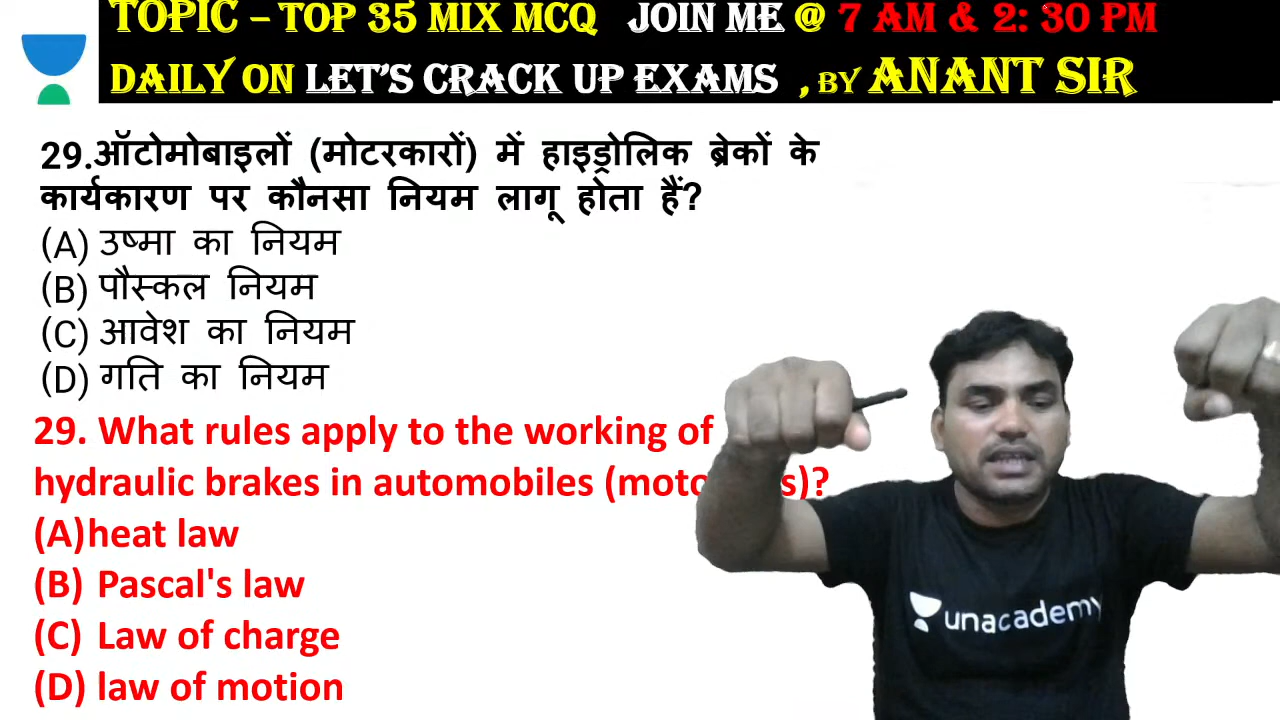 TOPIC – TOP 35 MIX MCQ JOIN ME @ 7 AM & 2: 30 PM
DAILY ON LET'S CRACK UP EXAMS , BY ANANT SIR
29.ऑटोमोबाइलों (मोटरकारों) में हाइड्रोलिक ब्रेकों के
कार्यकारण पर कौनसा नियम लागू होता हैं?
(A) उष्मा का नियम
(B) पौस्कल नियम
(C) आवेश का नियम
(D) गति का नियम
29. What rules apply to the working of
hydraulic brakes in automobiles
(A)heat law
(B) Pascal's law
(C) Law of charge
(D) law of motion
unacademy